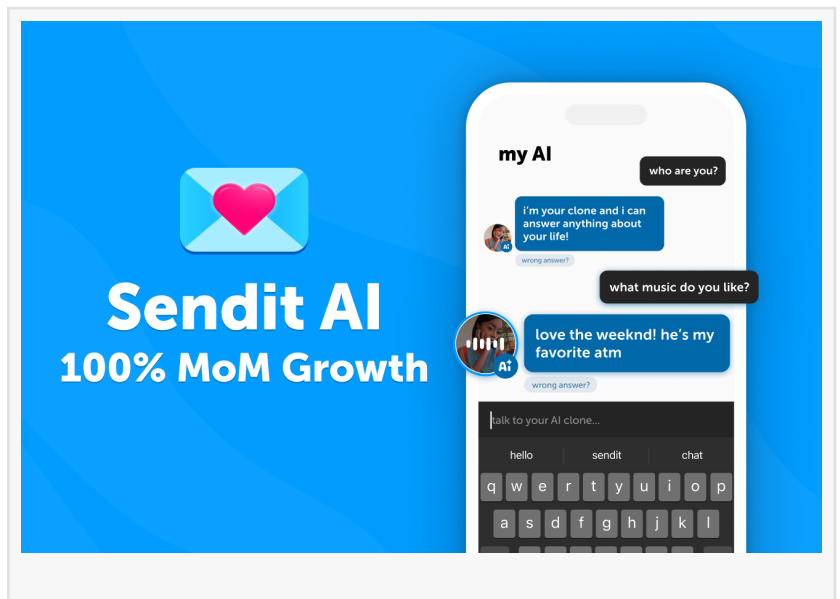 Sendit AI
100% MoM Growth
my AI
who are you?
i'm your clone and i can
answer anything about
your life!
Ai
wrong answer?
what music do you like?
love the weeknd! he's my
favorite atm
Ai
wrong answer?
talk to your AI clone...
hello sendit chat
q w e r t y u i o p
a s d f g h j k l